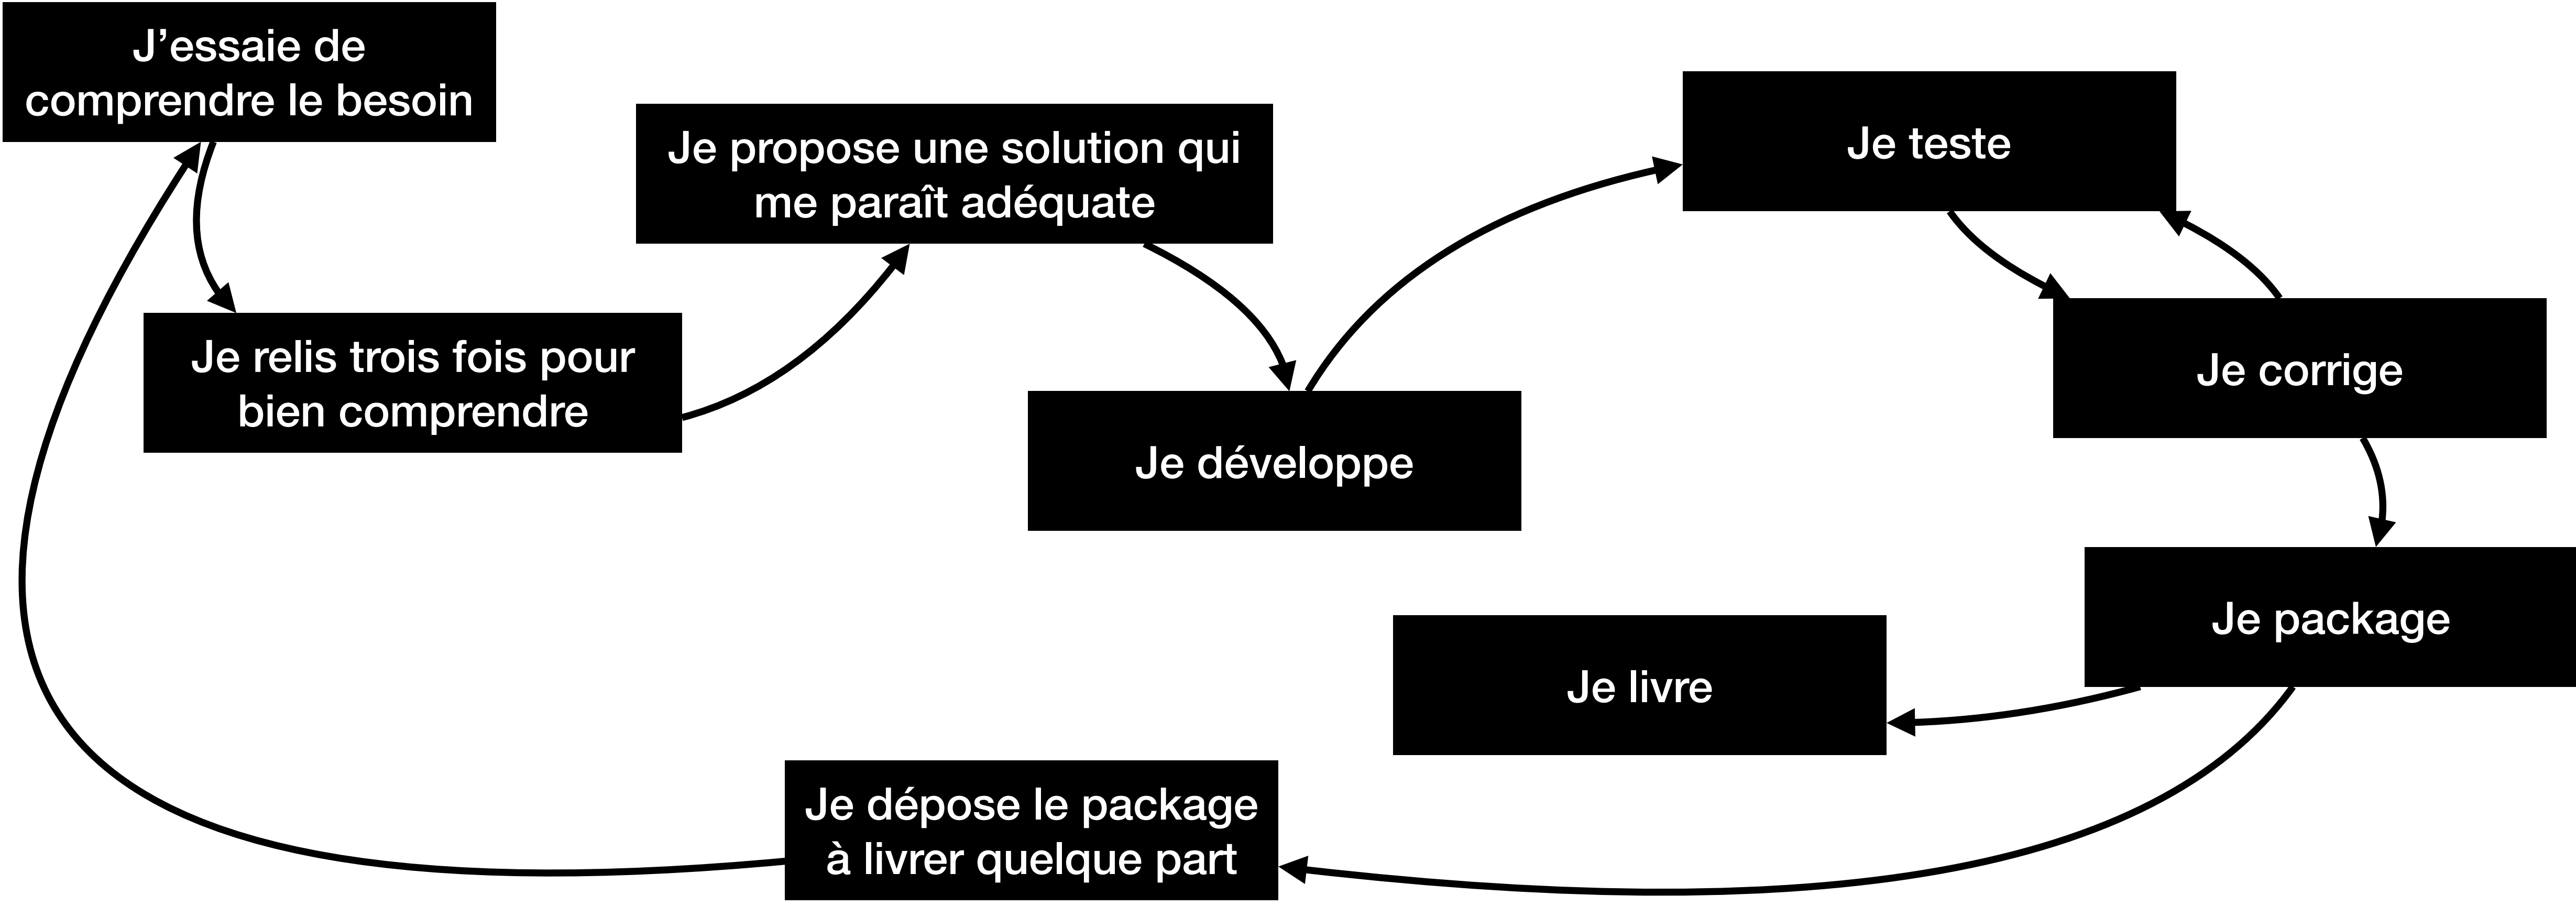 J’essaie de
comprendre le besoin
Je relis trois fois pour
bien comprendre
Je propose une solution qui
me paraît adéquate
Je développe
Je teste
Je corrige
Je package
Je livre
Je dépose le package
à livrer quelque part